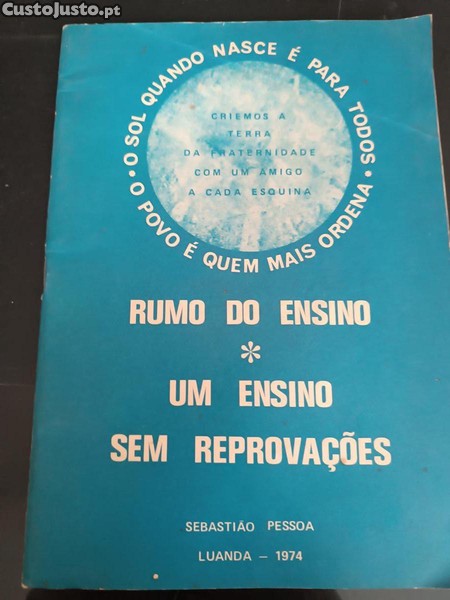 CustoJusto.pt
• O SOL QUANDO NASCE É PARA TODOS •
O POVO É QUEM MAIS ORDENA
CRIEMOS A
TERRA
DA FRATERNIDADE
COM UM AMIGO
A CADA ESQUINA
RUMO DO ENSINO
*
UM ENSINO
SEM REPROVAÇÕES
SEBASTIÃO PESSOA
LUANDA — 1974